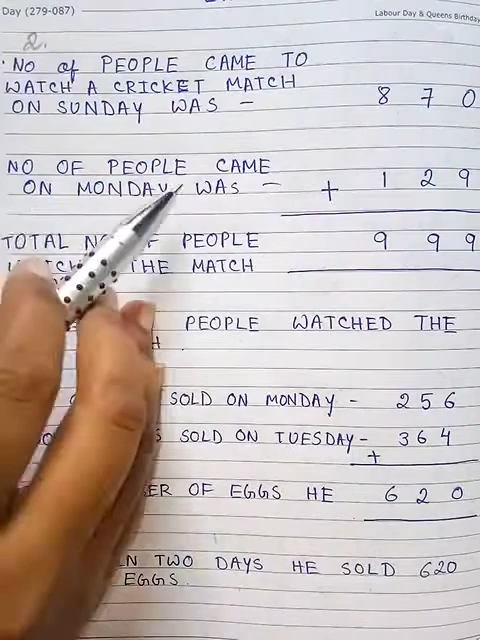 Day (279-087)
Labour Day & Queens Birthday
2.
NO of PEOPLE CAME TO
WATCH A CRICKET MATCH
ON SUNDAY WAS – 8 7 0
NO OF PEOPLE CAME
ON MONDAY WAS – + 1 2 9
TOTAL NO PEOPLE 9 9 9
THE MATCH
PEOPLE WATCHED THE
H.
SOLD ON MONDAY – 2 5 6
SOLD ON TUESDAY – + 3 6 4
ER OF EGGS HE 6 2 0
N TWO DAYS HE SOLD 620
EGGS.